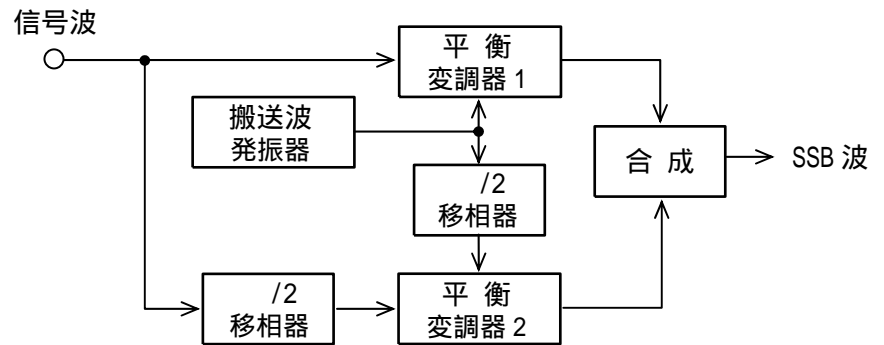 信号波
平 衡
変調器 1
搬送波
発振器
合 成
SSB 波
/2
移相器
/2
移相器
平 衡
変調器 2